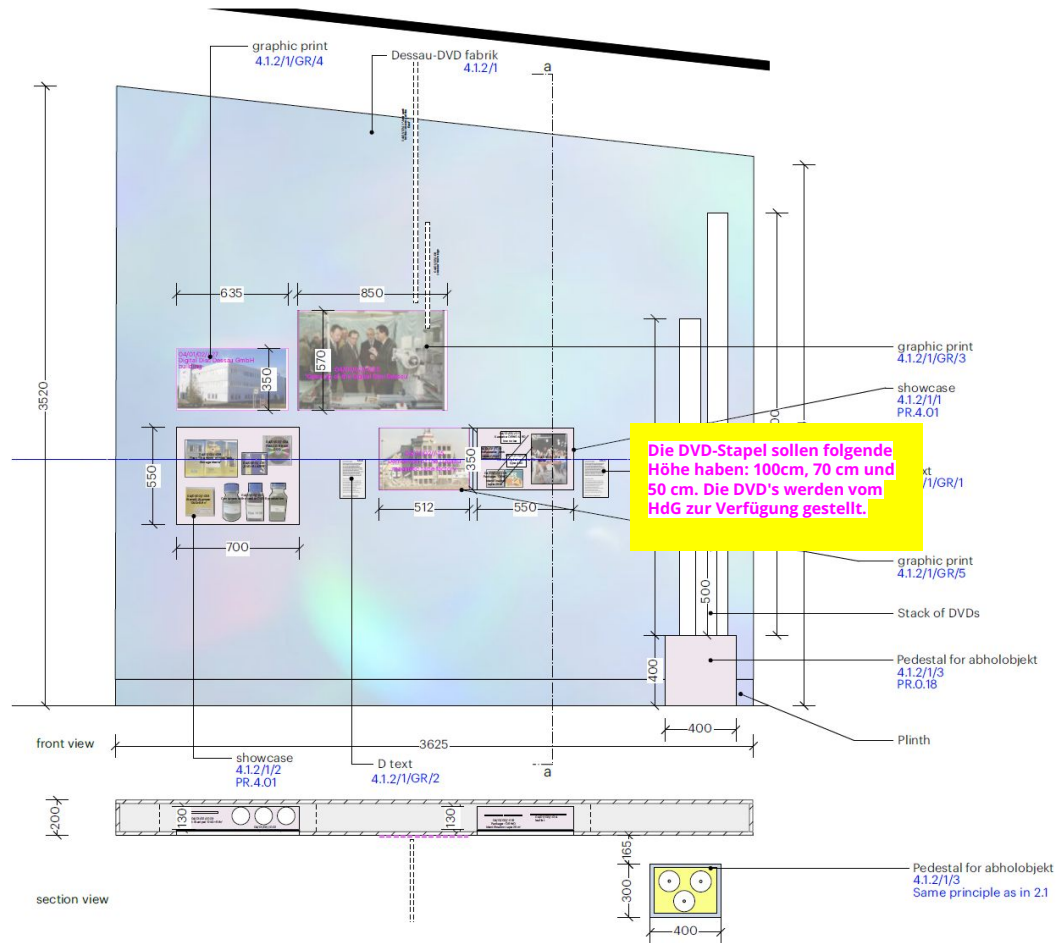 graphic print
4.1.2/1/GR/4
Dessau-DVD fabrik
4.1.2/1
a
635
850
570
350
3520
graphic print
4.1.2/1/GR/3
showcase
4.1.2/1/1
PR.4.01
Die DVD-Stapel sollen folgende
Höhe haben: 100cm, 70 cm und
50 cm. Die DVD's werden vom
HdG zur Verfügung gestellt.
550
350
512
550
700
graphic print
4.1.2/1/GR/5
500
Stack of DVDs
400
Pedestal for abholobjekt
4.1.2/1/3
PR.0.18
400
Plinth
front view
3625
showcase
4.1.2/1/2
PR.4.01
D text
4.1.2/1/GR/2
a
200
130
130
165
300
Pedestal for abholobjekt
4.1.2/1/3
Same principle as in 2.1
section view
400